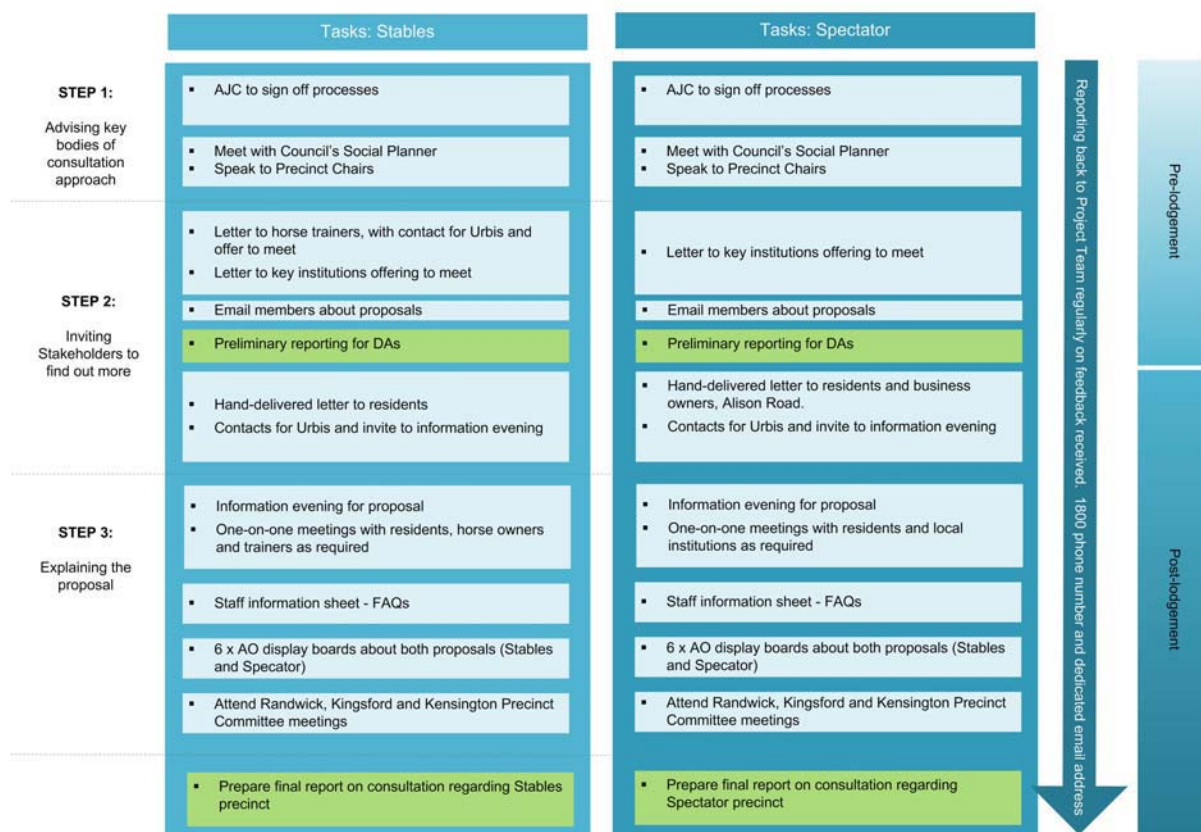 Tasks: Stables
Tasks: Spectator
STEP 1:
Advising key
bodies of
consultation
approach
▪ AJC to sign off processes
▪ AJC to sign off processes
▪ Meet with Council's Social Planner
▪ Speak to Precinct Chairs
▪ Meet with Council's Social Planner
▪ Speak to Precinct Chairs
STEP 2:
Inviting
Stakeholders to
find out more
▪ Letter to horse trainers, with contact for Urbis and
offer to meet
▪ Letter to key institutions offering to meet
▪ Letter to key institutions offering to meet
▪ Email members about proposals
▪ Email members about proposals
▪ Preliminary reporting for DAs
▪ Preliminary reporting for DAs
▪ Hand-delivered letter to residents
▪ Contacts for Urbis and invite to information evening
▪ Hand-delivered letter to residents and business
owners, Alison Road.
▪ Contacts for Urbis and invite to information evening
STEP 3:
Explaining the
proposal
▪ Information evening for proposal
▪ One-on-one meetings with residents, horse owners
and trainers as required
▪ Information evening for proposal
▪ One-on-one meetings with residents and local
institutions as required
▪ Staff information sheet - FAQs
▪ Staff information sheet - FAQs
▪ 6 x AO display boards about both proposals (Stables
and Specator)
▪ 6 x AO display boards about both proposals (Stables
and Specator)
▪ Attend Randwick, Kingsford and Kensington Precinct
Committee meetings
▪ Attend Randwick, Kingsford and Kensington Precinct
Committee meetings
▪ Prepare final report on consultation regarding Stables
precinct
▪ Prepare final report on consultation regarding
Spectator precinct
Reporting back to Project Team regularly on feedback received. 1800 phone number and dedicated email address
Pre-lodgement
Post-lodgement